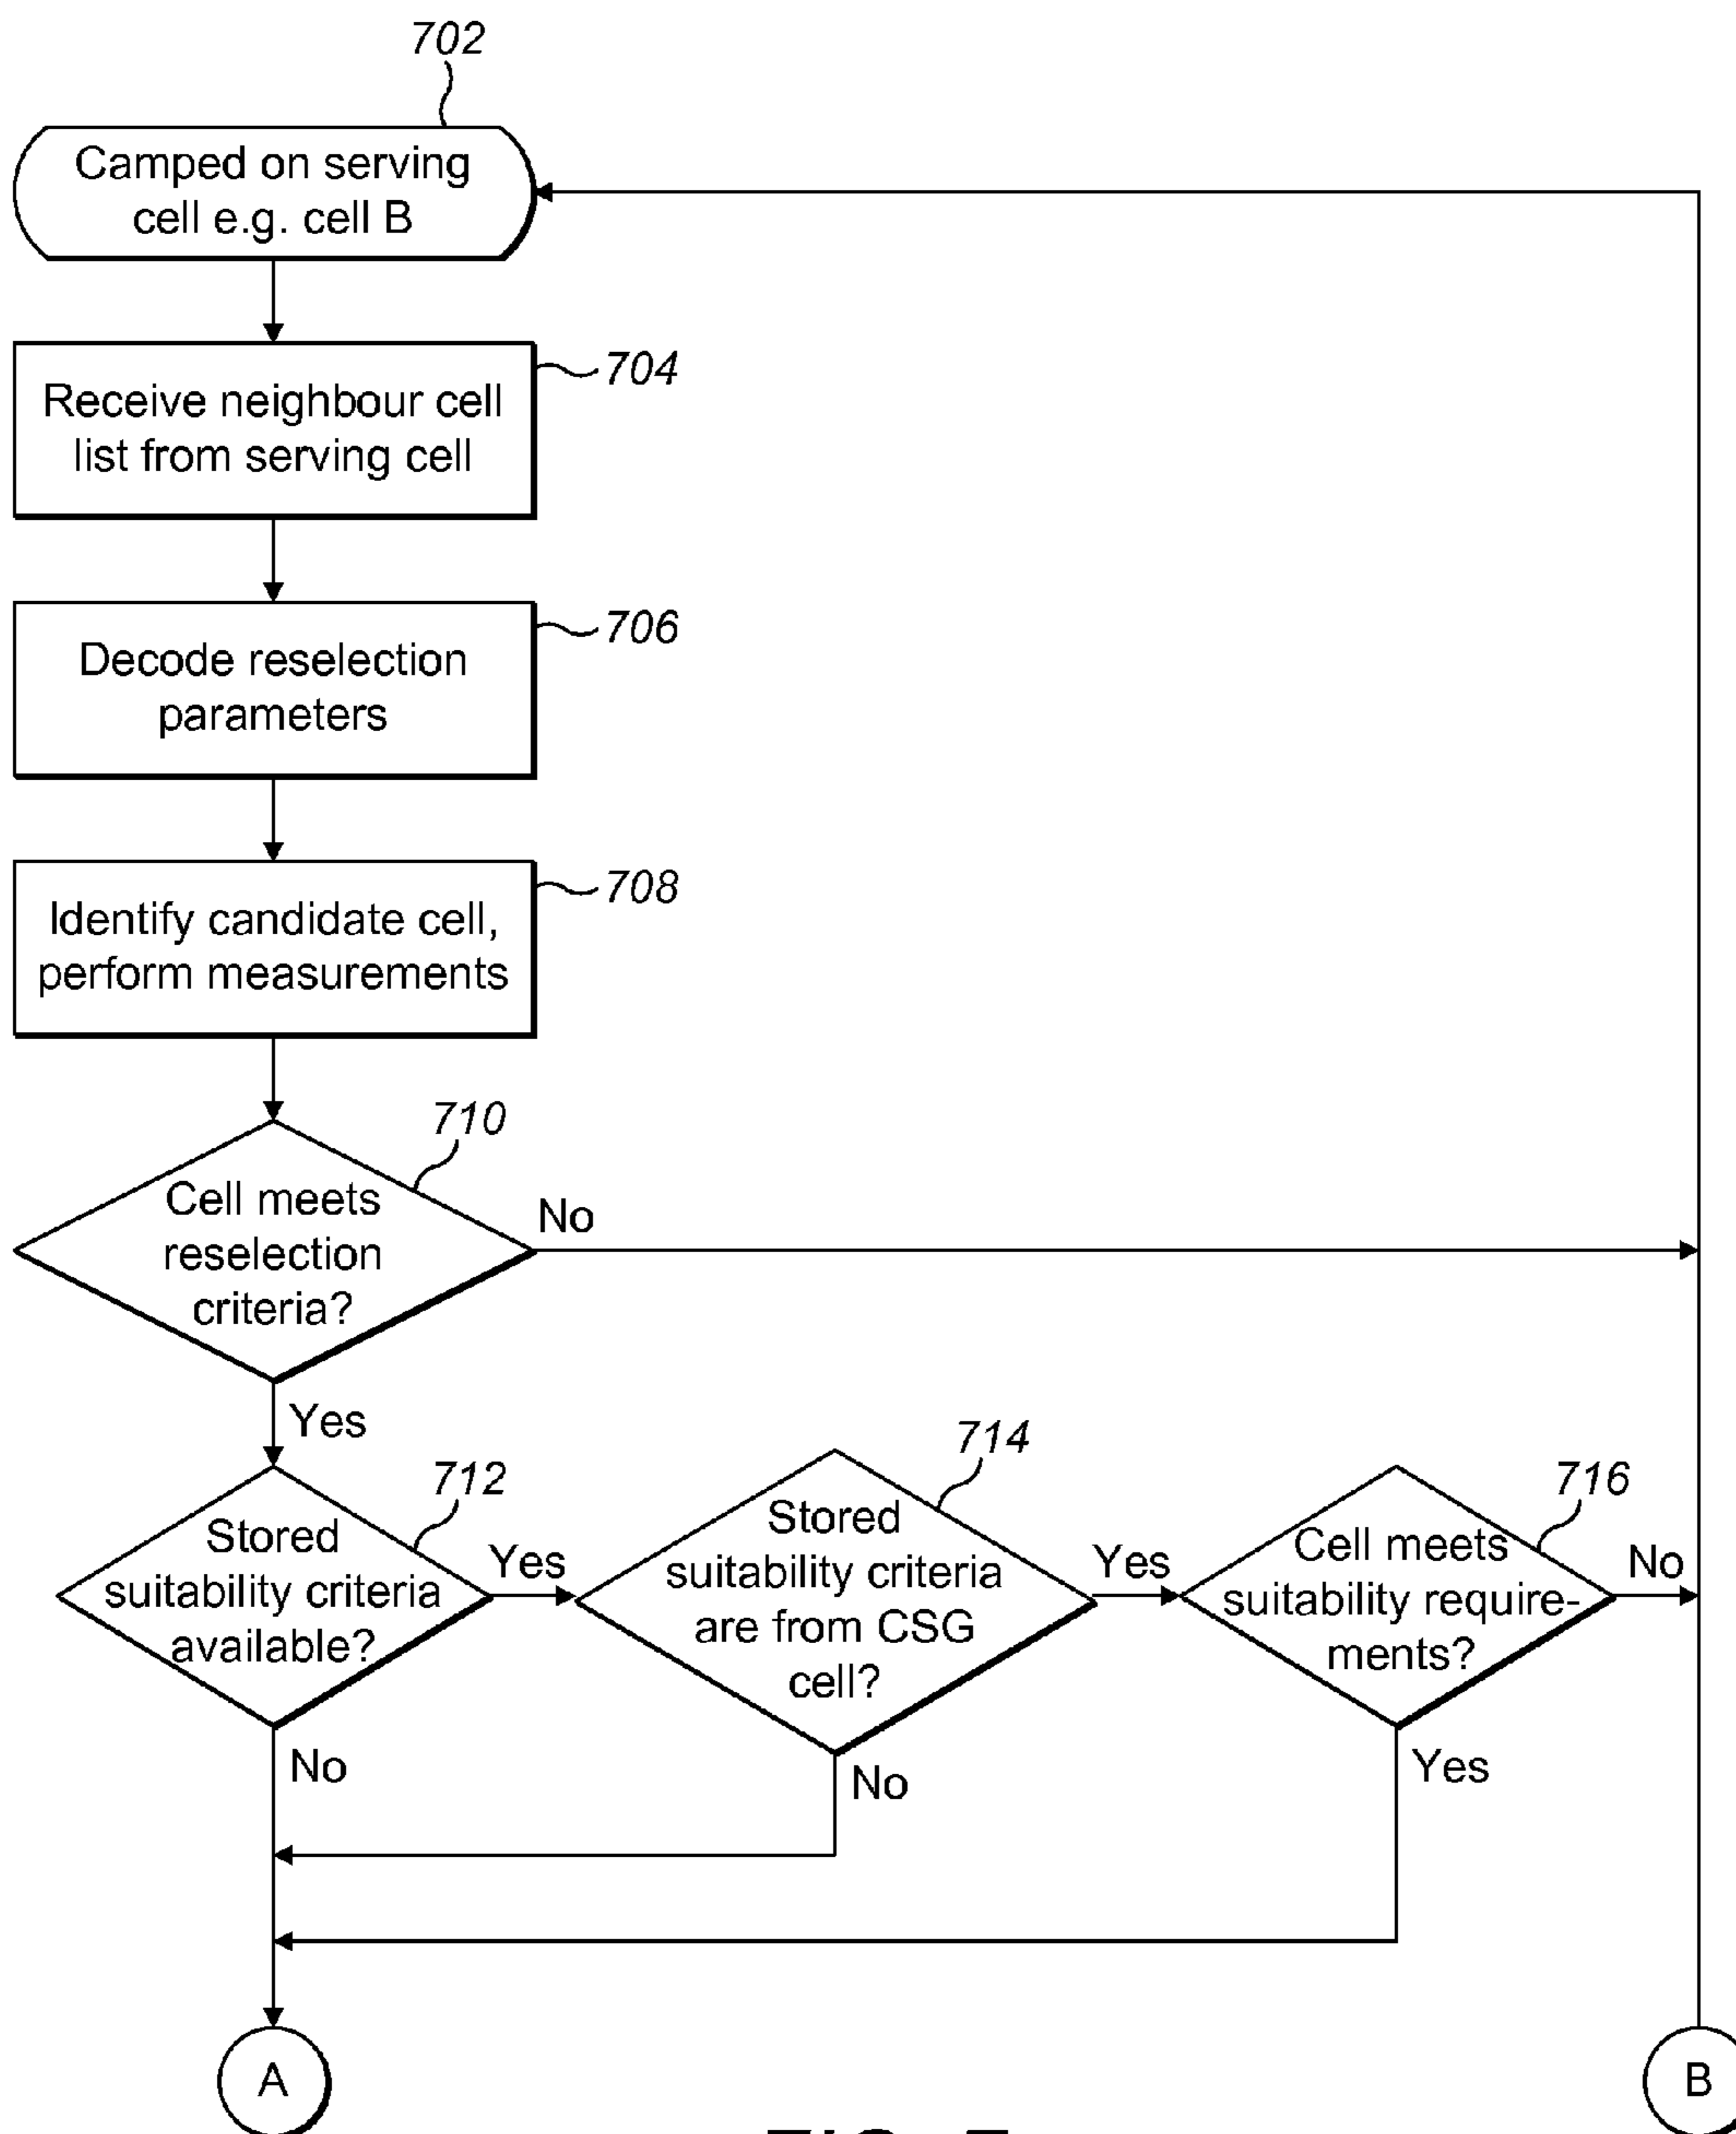 702
Camped on serving
cell e.g. cell B
704
Receive neighbour cell
list from serving cell
706
Decode reselection
parameters
708
Identify candidate cell,
perform measurements
710
Cell meets
reselection
criteria?
No
Yes
712
Stored
suitability criteria
available?
Yes
No
714
Stored
suitability criteria
are from CSG
cell?
Yes
No
716
Cell meets
suitability require-
ments?
No
Yes
A
B